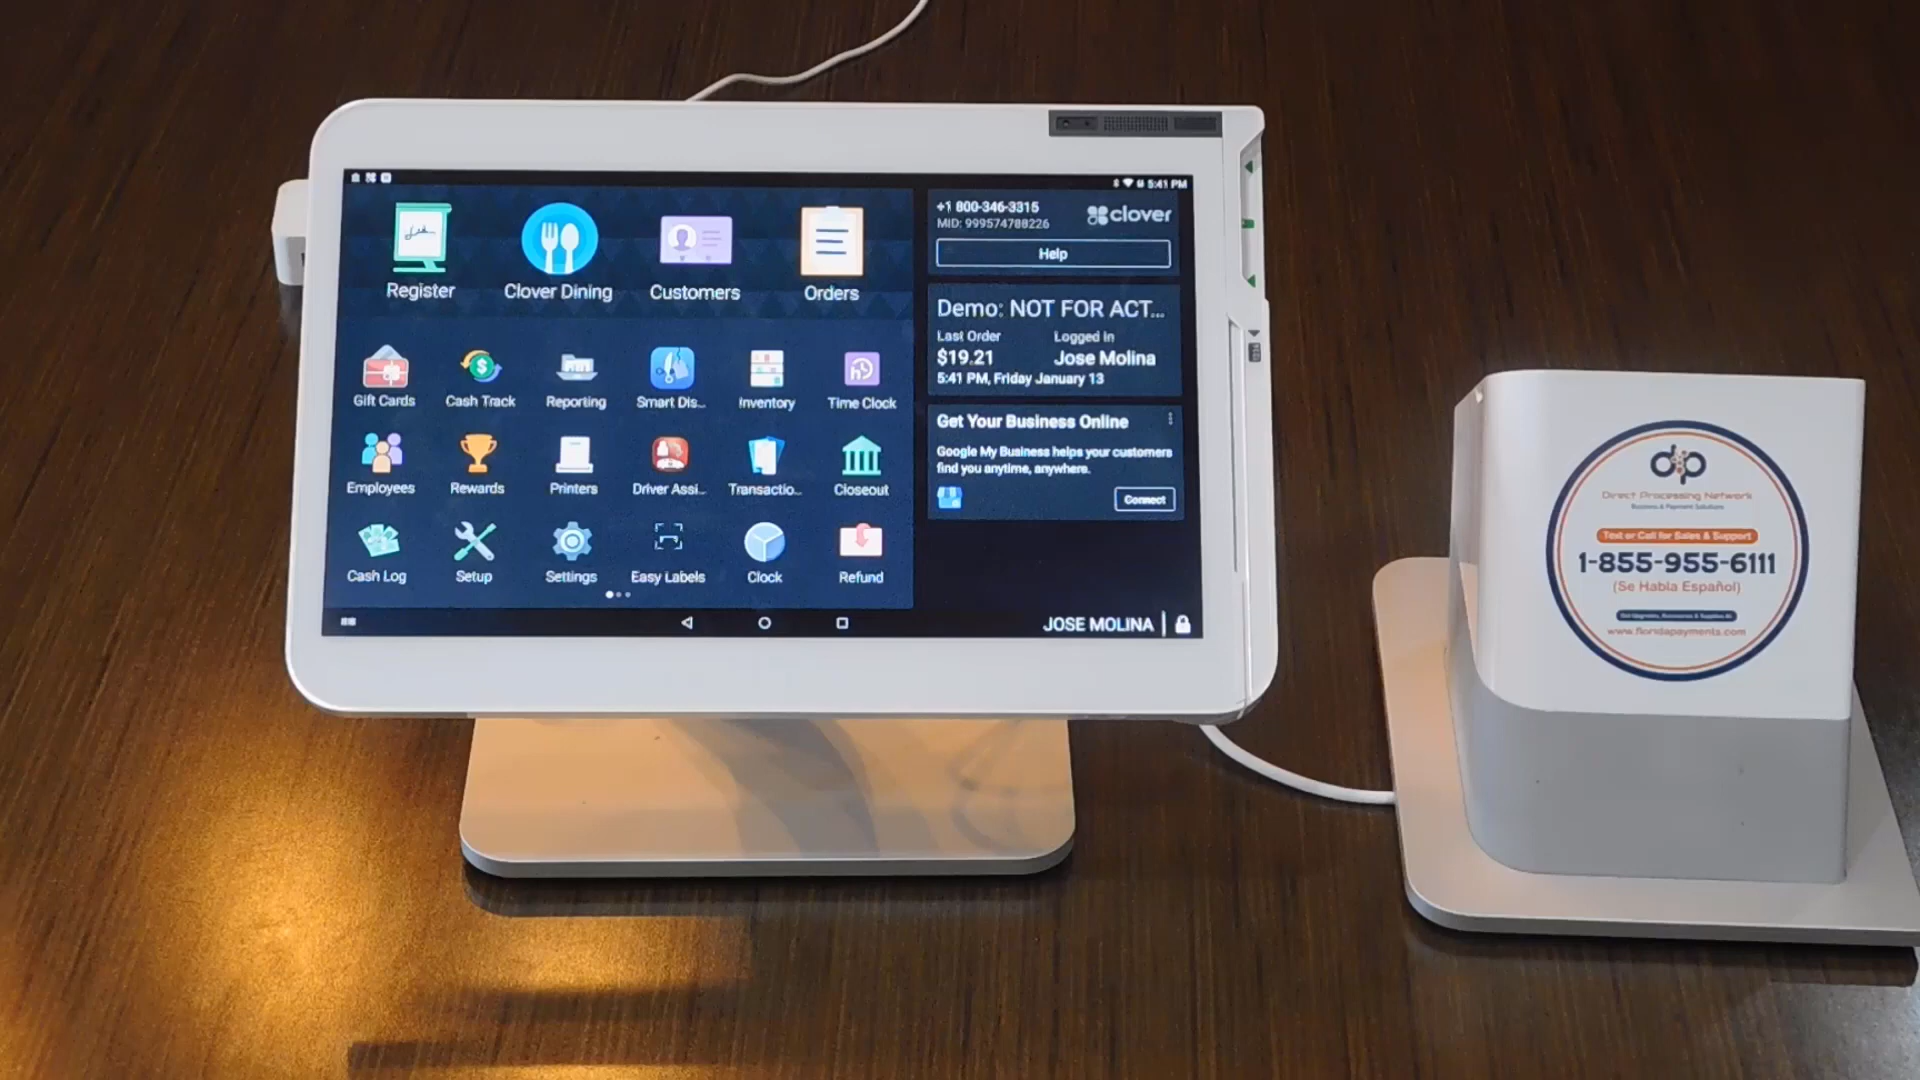 5:41 PM
Register
Clover Dining
Customers
Orders
Gift Cards
Cash Track
Reporting
Smart Dis...
Inventory
Time Clock
Employees
Rewards
Printers
Driver Assi...
Transactio...
Closeout
Cash Log
Setup
Settings
Easy Labels
Clock
Refund
+1 800-346-3315
MID: 999574788226
clover
Help
Demo: NOT FOR ACT...
Last Order
Logged In
$19.21
Jose Molina
5:41 PM, Friday January 13
Get Your Business Online
Google My Business helps your customers
find you anytime, anywhere.
Connect
JOSE MOLINA
dp
Direct Processing Network
Business & Payment Solutions
Text or Call for Sales & Support
1-855-955-6111
(Se Habla Español)
www.floridapayments.com